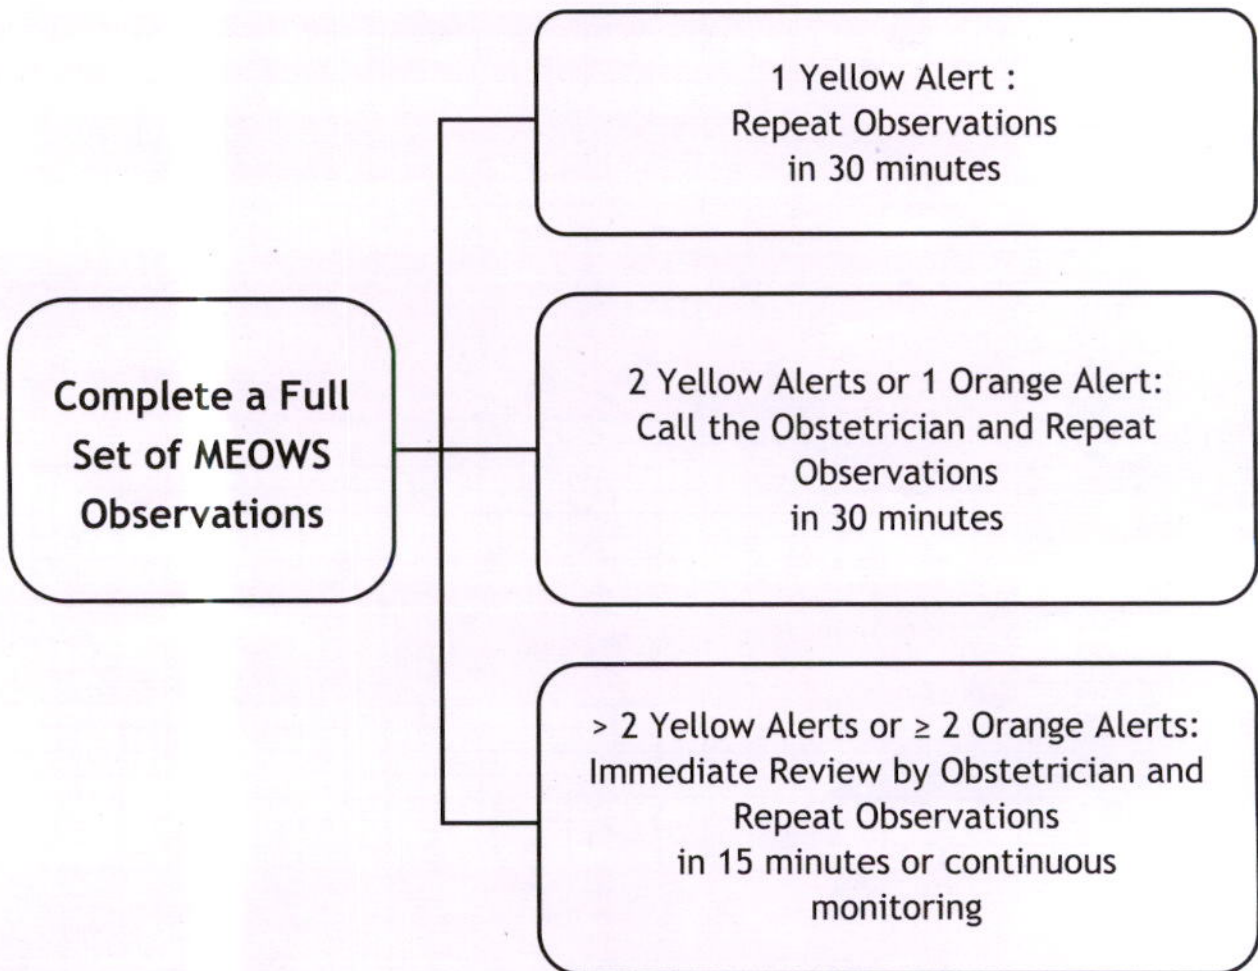 1 Yellow Alert :
Repeat Observations
in 30 minutes
Complete a Full
Set of MEOWS
Observations
2 Yellow Alerts or 1 Orange Alert:
Call the Obstetrician and Repeat
Observations
in 30 minutes
> 2 Yellow Alerts or ≥ 2 Orange Alerts:
Immediate Review by Obstetrician and
Repeat Observations
in 15 minutes or continuous
monitoring